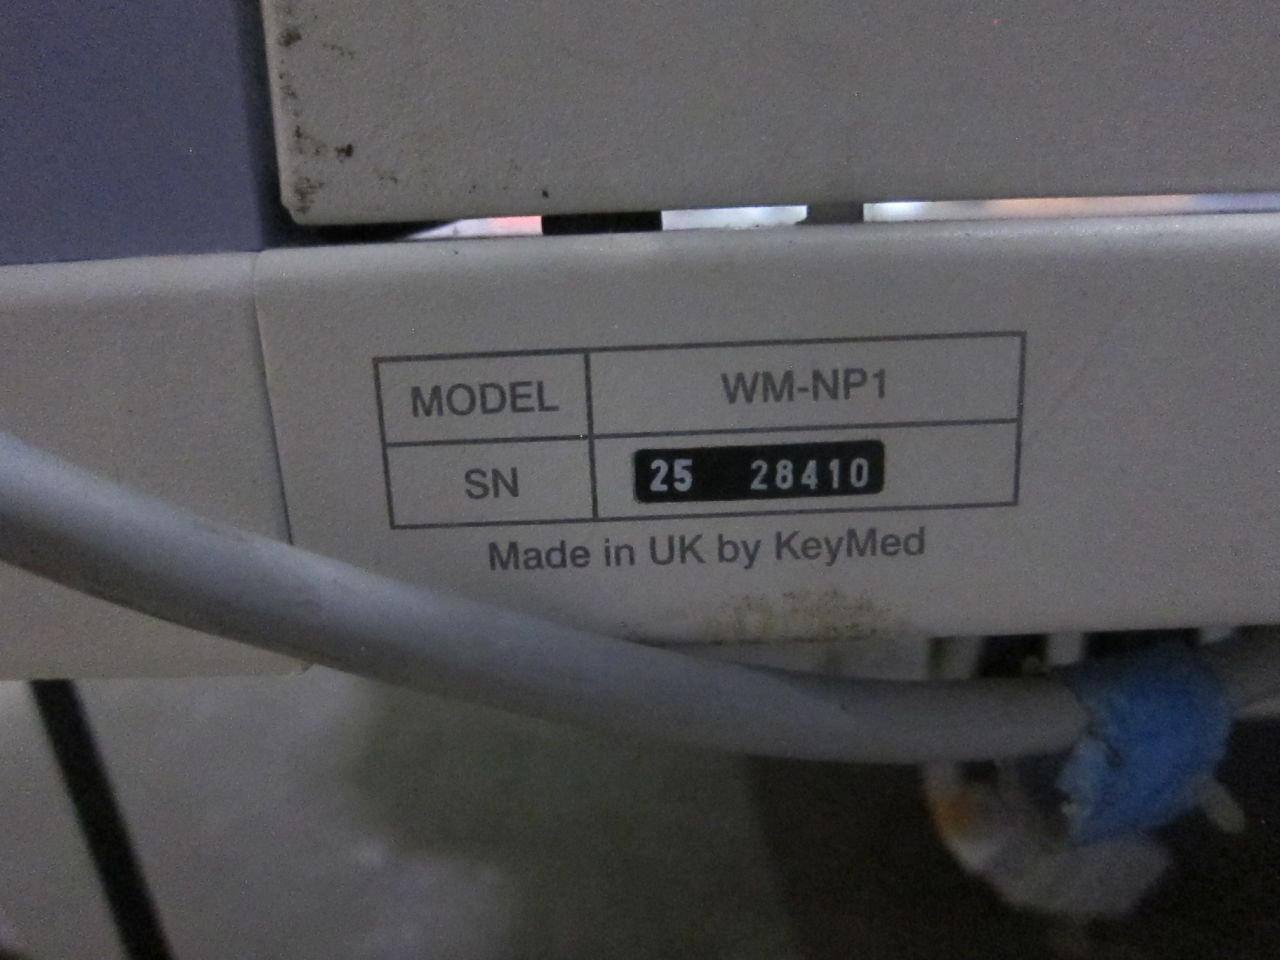 MODEL WM-NP1
SN 25 28410
Made in UK by KeyMed